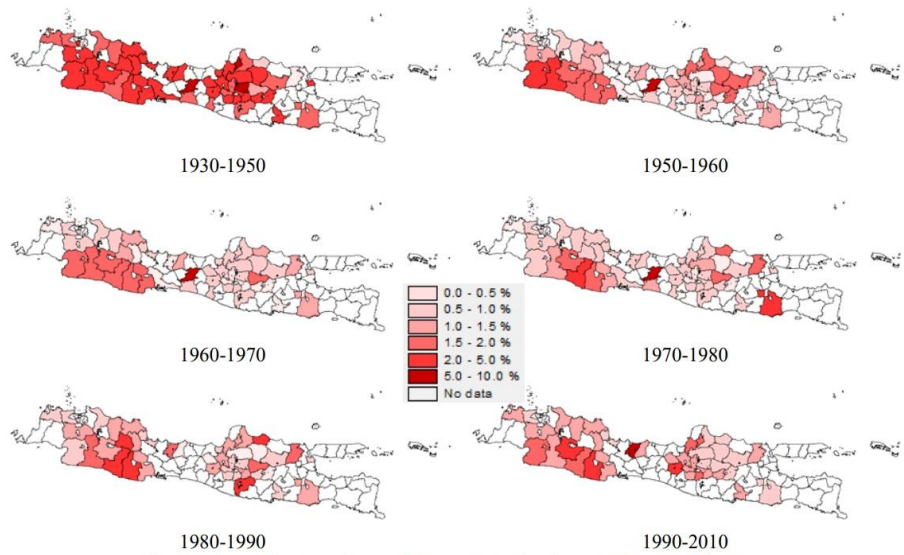 1930-1950
1950-1960
1960-1970
1970-1980
0.0 - 0.5 %
0.5 - 1.0 %
1.0 - 1.5 %
1.5 - 2.0 %
2.0 - 5.0 %
5.0 - 10.0 %
No data
1980-1990
1990-2010